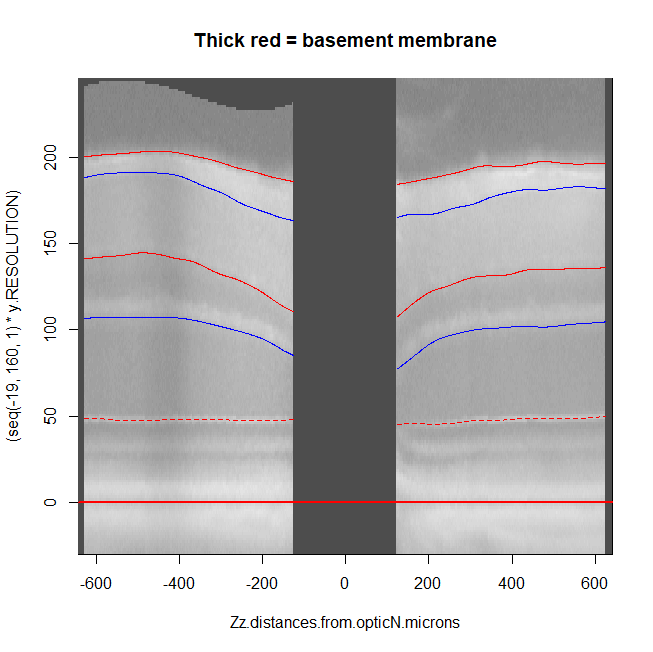 Thick red = basement membrane
(seq(-19, 160, 1) * y.RESOLUTION)
200
150
100
50
0
-600 -400 -200 0 200 400 600
Zz.distances.from.opticN.microns